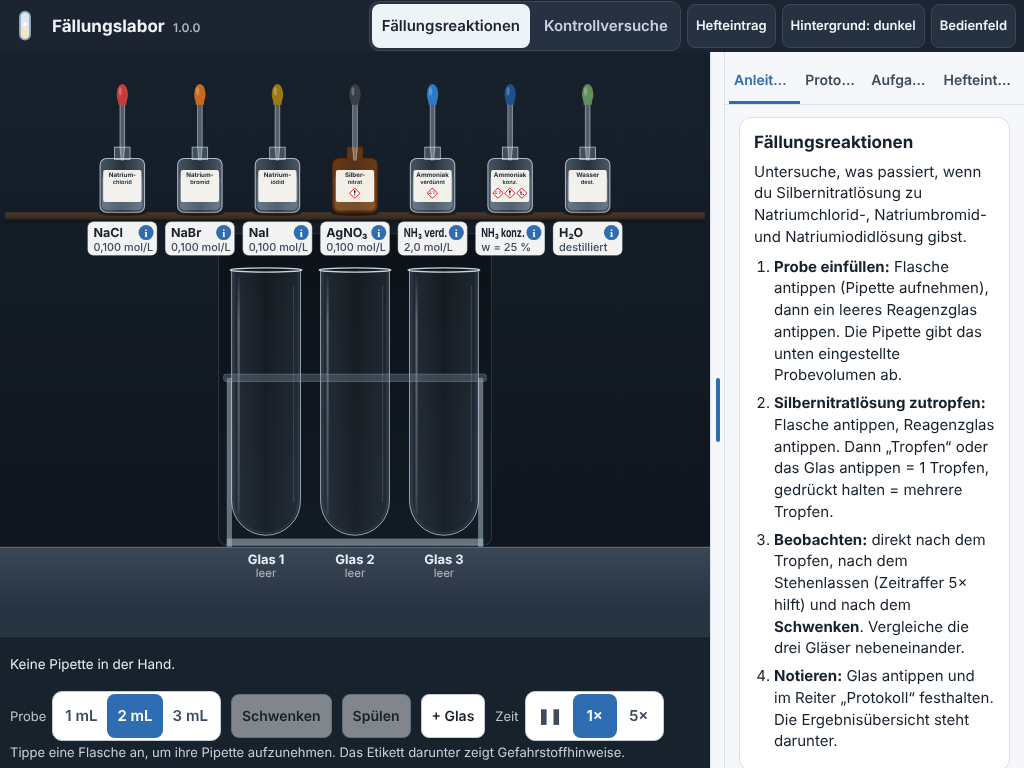 Fällungslabor 1.0.0
Fällungsreaktionen
Kontrollversuche
Hefteintrag
Hintergrund: dunkel
Bedienfeld
Natrium-
chlorid
Natrium-
bromid
Natrium-
iodid
Silber-
nitrat
Ammoniak
verdünnt
Ammoniak
konz.
Wasser
dest.
NaCl i
0,100 mol/L
NaBr i
0,100 mol/L
NaI i
0,100 mol/L
AgNO₃ i
0,100 mol/L
NH₃ verd. i
2,0 mol/L
NH₃ konz. i
w = 25 %
H₂O i
destilliert
Glas 1
leer
Glas 2
leer
Glas 3
leer
Keine Pipette in der Hand.
Probe 1 mL 2 mL 3 mL Schwenken Spülen + Glas Zeit 1× 5×
Tippe eine Flasche an, um ihre Pipette aufzunehmen. Das Etikett darunter zeigt Gefahrstoffhinweise.
Anleit… Proto… Aufga… Hefteint…
Fällungsreaktionen
Untersuche, was passiert, wenn
du Silbernitratlösung zu
Natriumchlorid-, Natriumbromid-
und Natriumiodidlösung gibst.
1. Probe einfüllen: Flasche
antippen (Pipette aufnehmen),
dann ein leeres Reagenzglas
antippen. Die Pipette gibt das
unten eingestellte
Probevolumen ab.
2. Silbernitratlösung zutropfen:
Flasche antippen, Reagenzglas
antippen. Dann „Tropfen“ oder
das Glas antippen = 1 Tropfen,
gedrückt halten = mehrere
Tropfen.
3. Beobachten: direkt nach dem
Tropfen, nach dem
Stehenlassen (Zeitraffer 5×
hilft) und nach dem
Schwenken. Vergleiche die
drei Gläser nebeneinander.
4. Notieren: Glas antippen und
im Reiter „Protokoll“ festhalten.
Die Ergebnisübersicht steht
darunter.